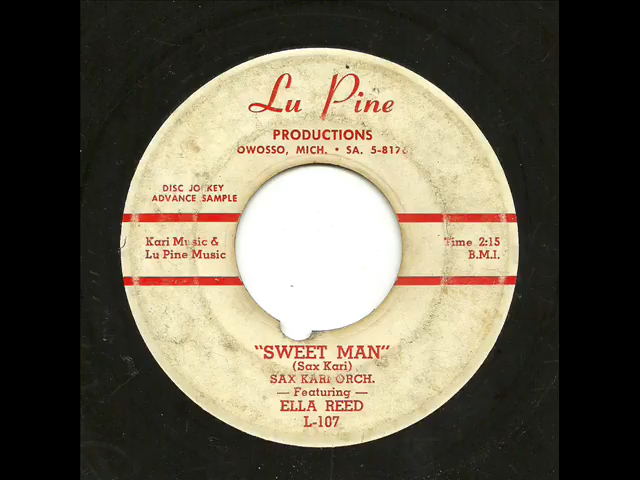 Lu Pine
PRODUCTIONS
OWOSSO, MICH. • SA. 5-8176
DISC JOCKEY
ADVANCE SAMPLE
Kari Music &
Lu Pine Music
Time 2:15
B.M.I.
"SWEET MAN"
(Sax Kari)
SAX KARI ORCH.
— Featuring —
ELLA REED
L-107